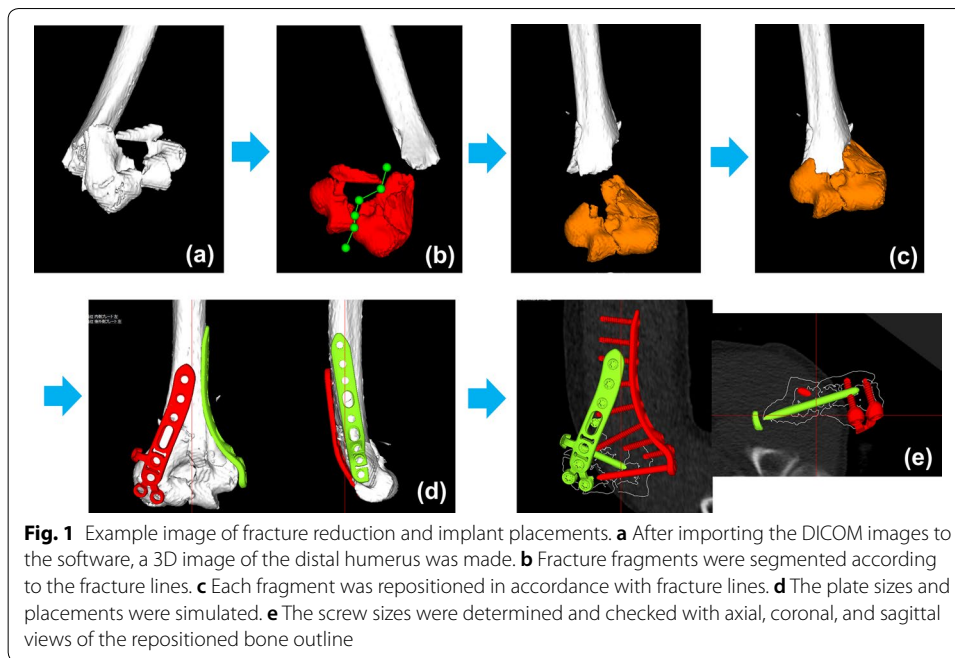 (a)
(b)
(c)
(d)
(e)
Fig. 1 Example image of fracture reduction and implant placements. a After importing the DICOM images to
the software, a 3D image of the distal humerus was made. b Fracture fragments were segmented according
to the fracture lines. c Each fragment was repositioned in accordance with fracture lines. d The plate sizes and
placements were simulated. e The screw sizes were determined and checked with axial, coronal, and sagittal
views of the repositioned bone outline